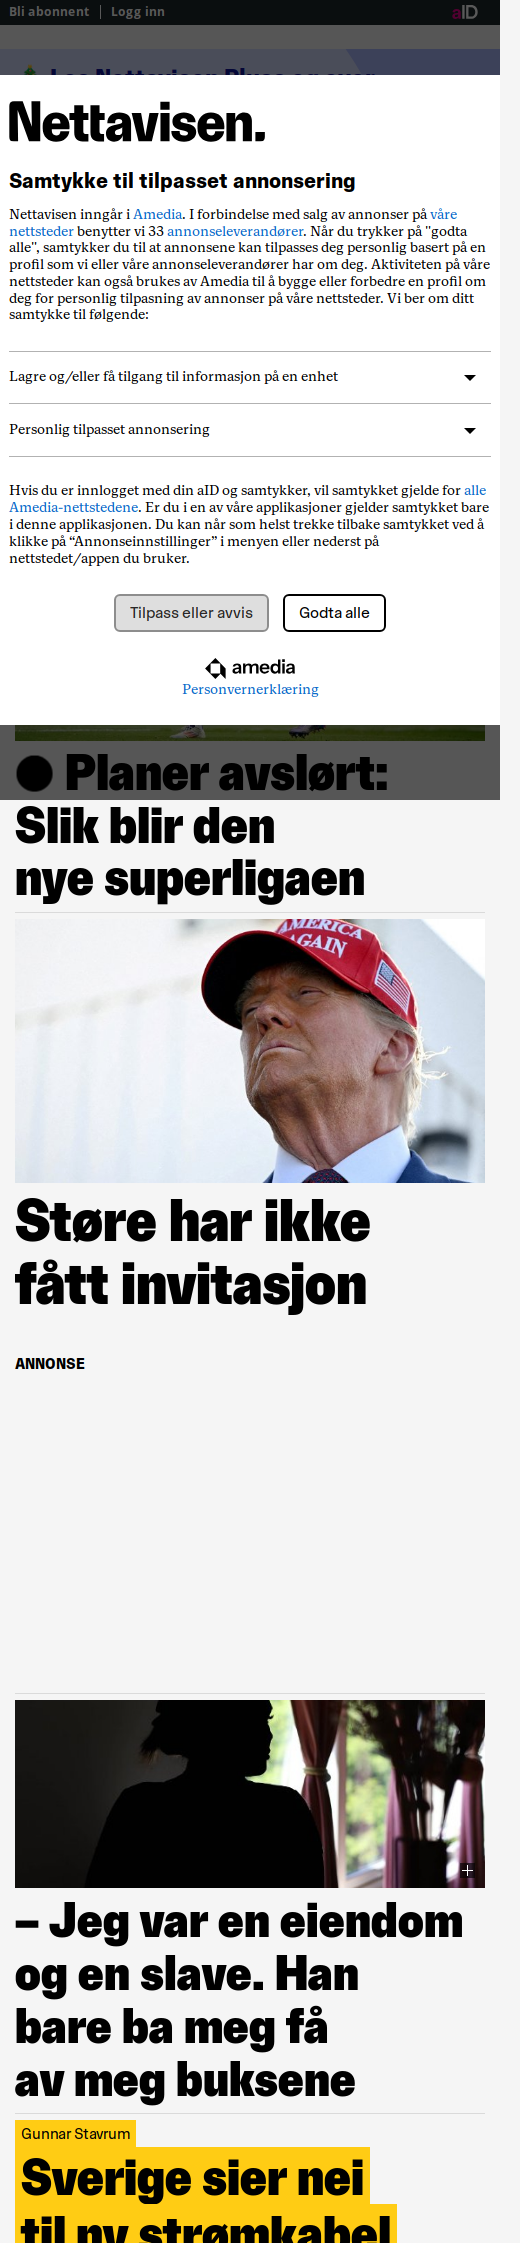 Bli abonnent | Logg inn
aID
Nettavisen.
Samtykke til tilpasset annonsering
Nettavisen inngår i Amedia. I forbindelse med salg av annonser på våre
nettsteder benytter vi 33 annonseleverandører. Når du trykker på "godta
alle", samtykker du til at annonsene kan tilpasses deg personlig basert på en
profil som vi eller våre annonseleverandører har om deg. Aktiviteten på våre
nettsteder kan også brukes av Amedia til å bygge eller forbedre en profil om
deg for personlig tilpasning av annonser på våre nettsteder. Vi ber om ditt
samtykke til følgende:
Lagre og/eller få tilgang til informasjon på en enhet
Personlig tilpasset annonsering
Hvis du er innlogget med din aID og samtykker, vil samtykket gjelde for alle
Amedia-nettstedene. Er du i en av våre applikasjoner gjelder samtykket bare
i denne applikasjonen. Du kan når som helst trekke tilbake samtykket ved å
klikke på “Annonseinnstillinger” i menyen eller nederst på
nettstedet/appen du bruker.
Tilpass eller avvis Godta alle
amedia
Personvernerklæring
Planer avslørt:
Slik blir den
nye superligaen
AMERICA
AGAIN
Støre har ikke
fått invitasjon
ANNONSE
– Jeg var en eiendom
og en slave. Han
bare ba meg få
av meg buksene
Gunnar Stavrum
Sverige sier nei
til ny strømkabel